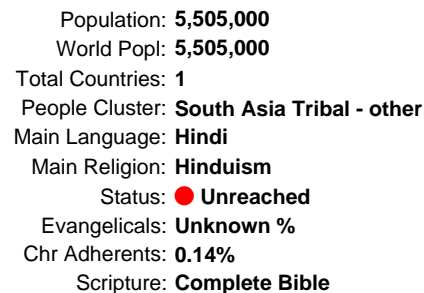 Population: 5,505,000
World Popl: 5,505,000
Total Countries: 1
People Cluster: South Asia Tribal - other
Main Language: Hindi
Main Religion: Hinduism
Status: Unreached
Evangelicals: Unknown %
Chr Adherents: 0.14%
Scripture: Complete Bible